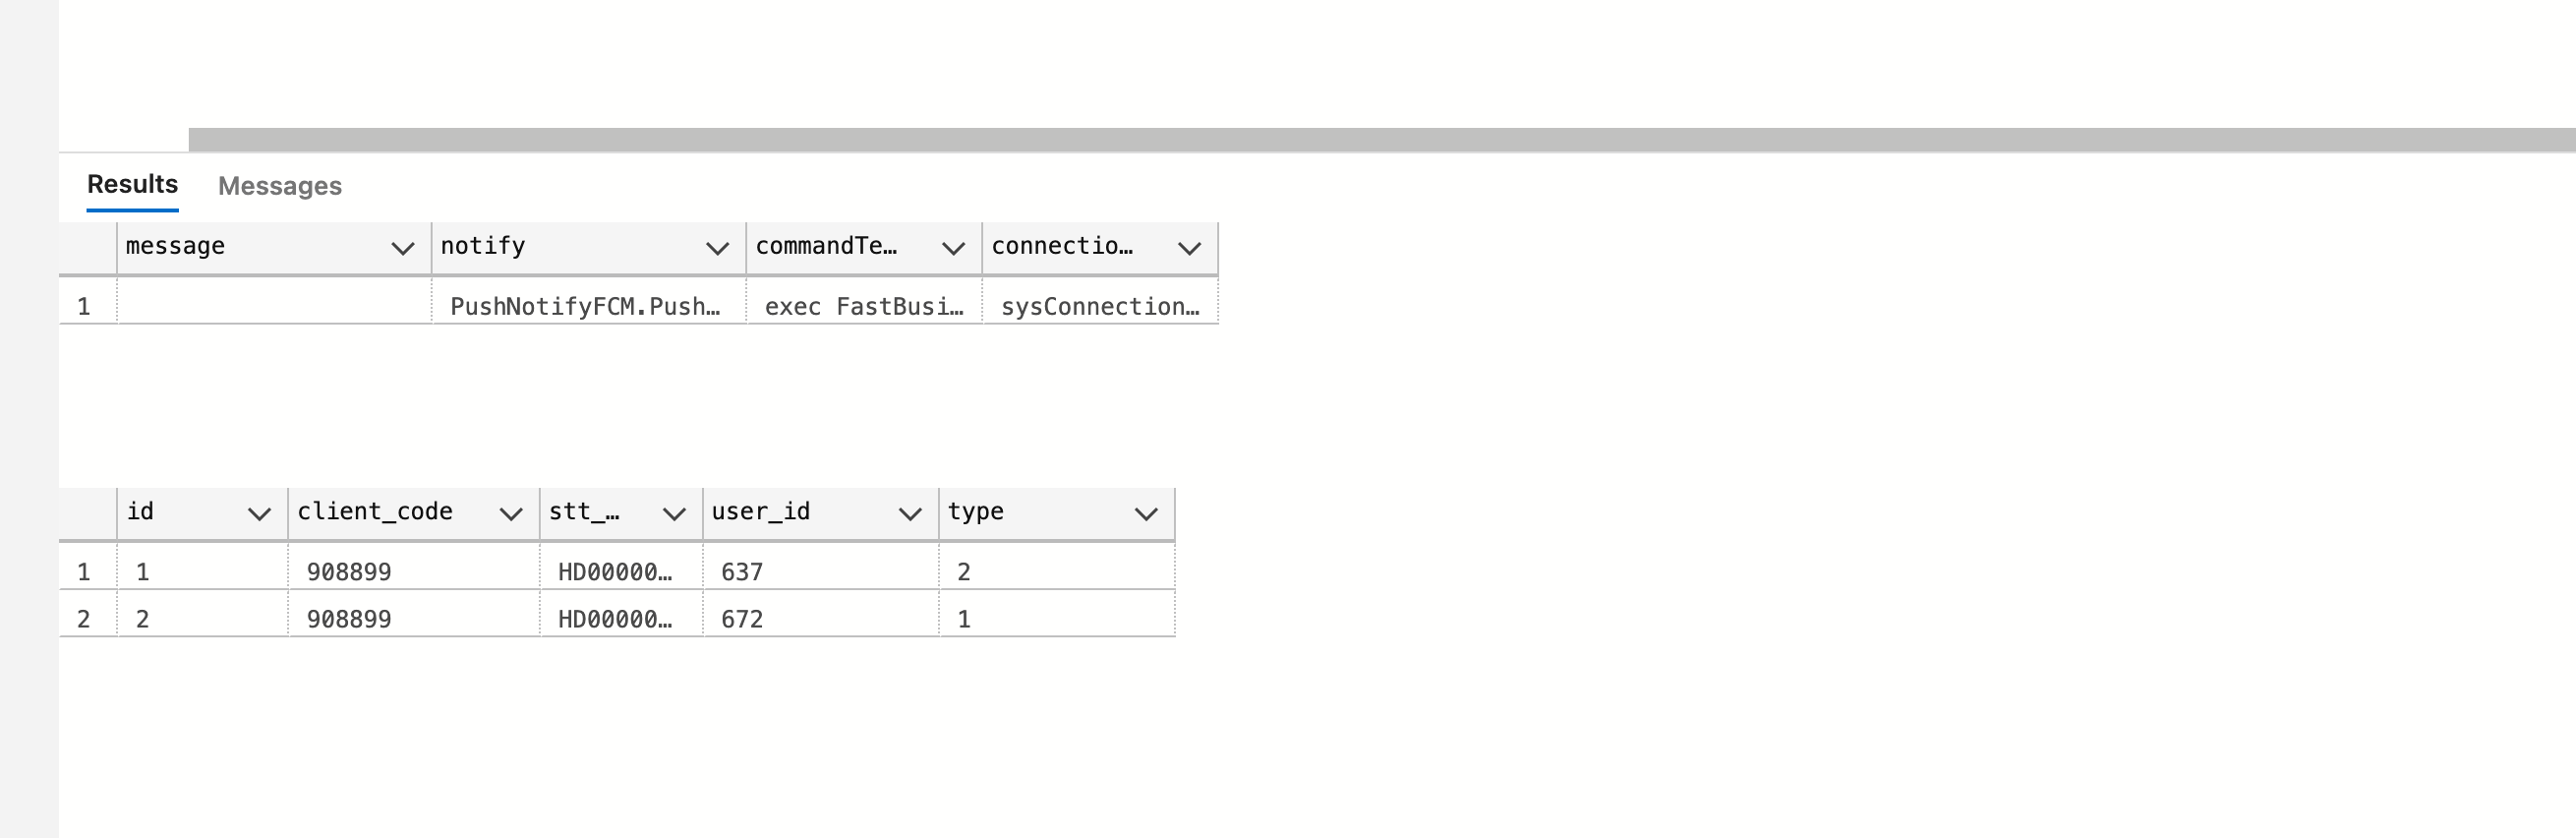 Results Messages
message notify commandTe… connectio…
1 PushNotifyFCM.Push… exec FastBusi… sysConnection…
id client_code stt_… user_id type
1 1 908899 HD00000… 637 2
2 2 908899 HD00000… 672 1